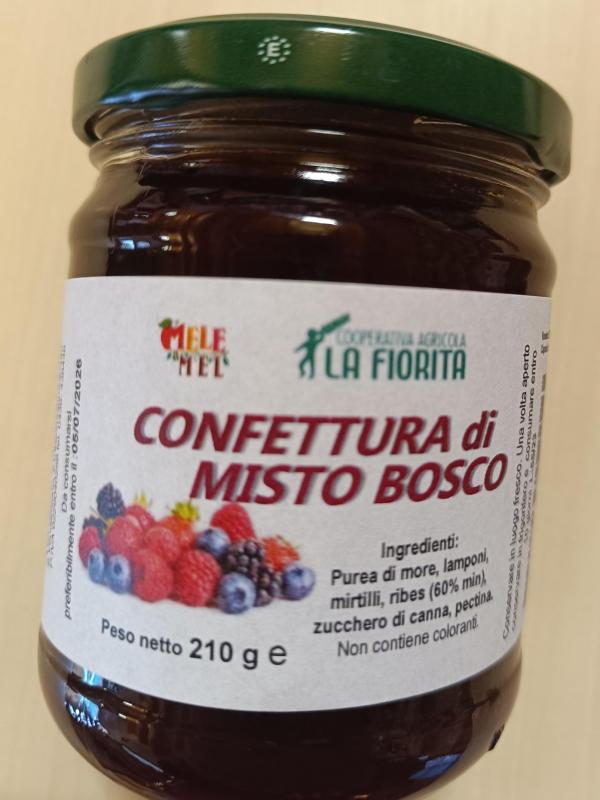 MELE
MEL
COOPERATIVA AGRICOLA
LA FIORITA
CONFETTURA di
MISTO BOSCO
Ingredienti:
Purea di more, lamponi,
mirtilli, ribes (60% min),
zucchero di canna, pectina.
Non contiene coloranti.
Peso netto 210 g e
Da consumarsi
preferibilmente entro il : 05/07/2026
Conservare in luogo fresco. Una volta aperto
conservare in frigorifero e consumare entro